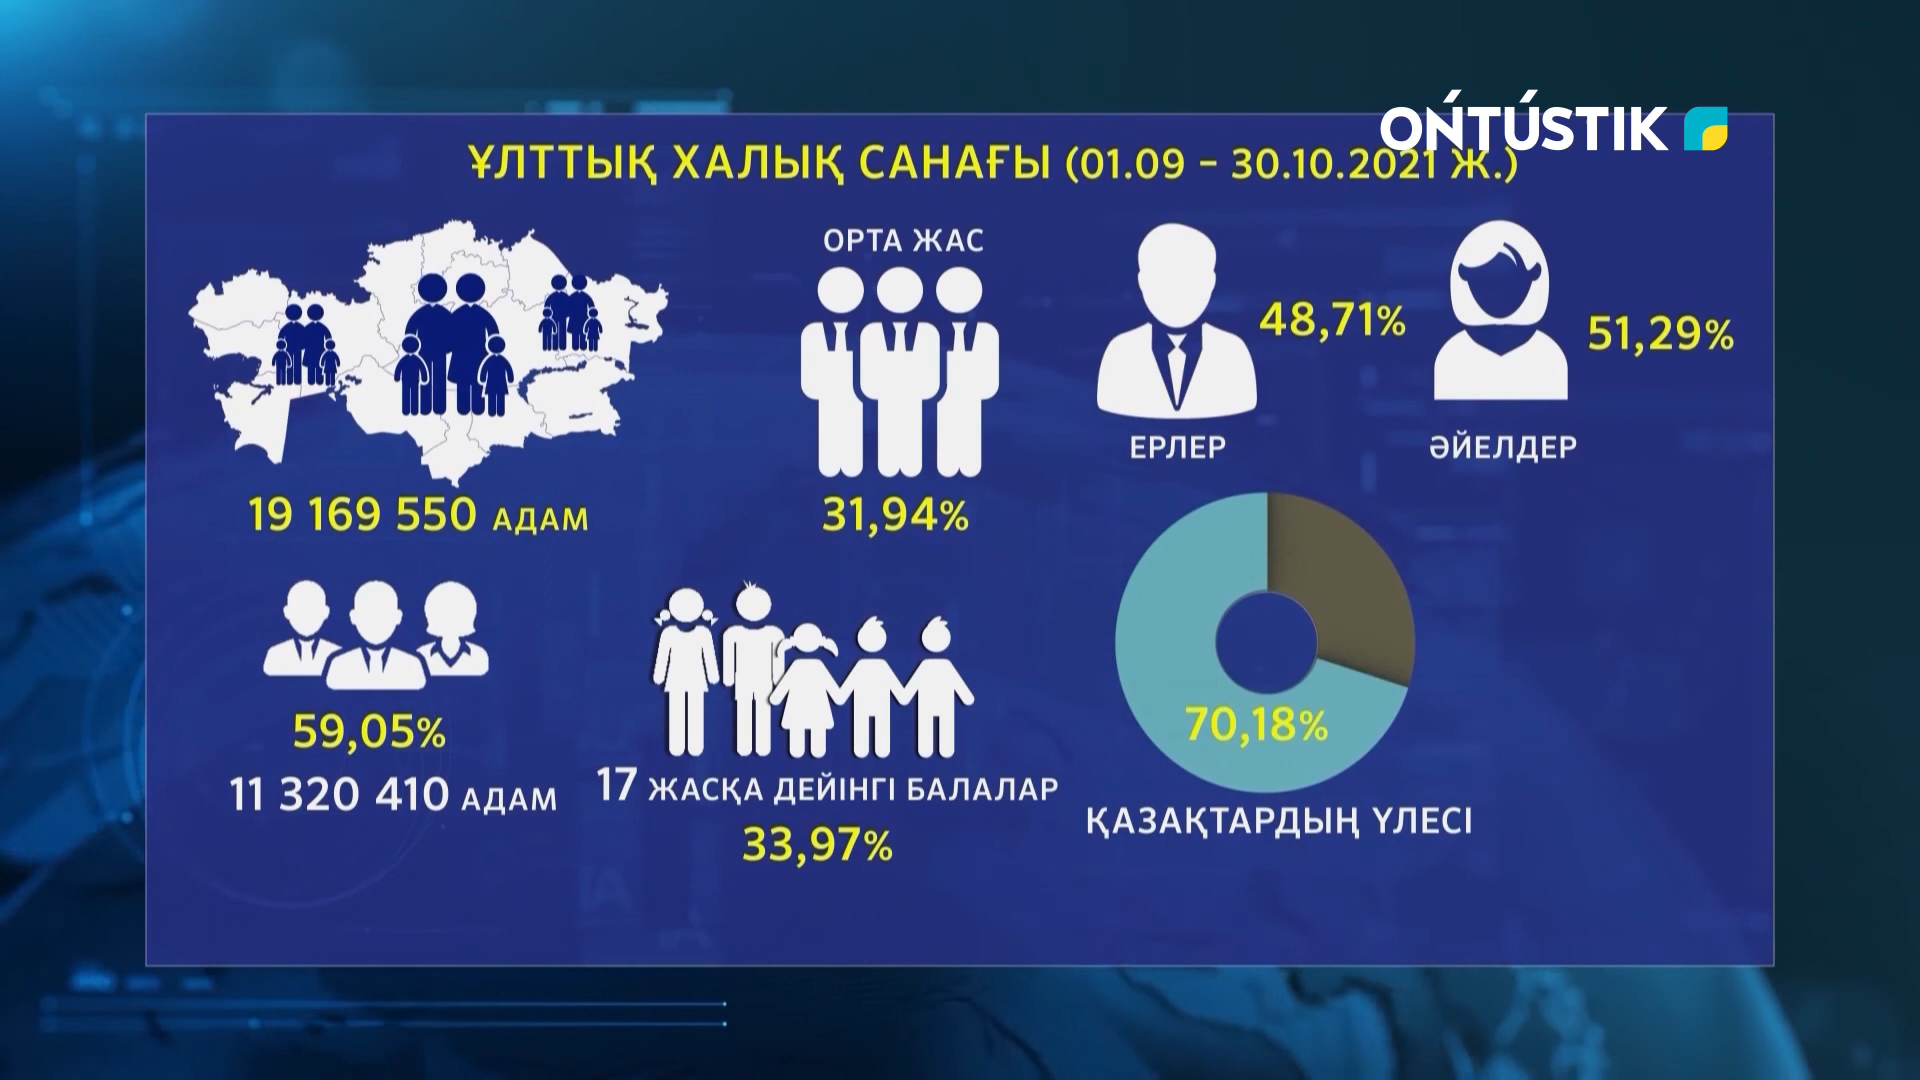 OŃTÚSTIK
ҰЛТТЫҚ ХАЛЫҚ САНАҒЫ (01.09 – 30.10.2021 Ж.)
19 169 550 АДАМ
ОРТА ЖАС
31,94%
48,71%
ЕРЛЕР
51,29%
ӘЙЕЛДЕР
59,05%
11 320 410 АДАМ
17 ЖАСҚА ДЕЙІНГІ БАЛАЛАР
33,97%
70,18%
ҚАЗАҚТАРДЫҢ ҮЛЕСІ